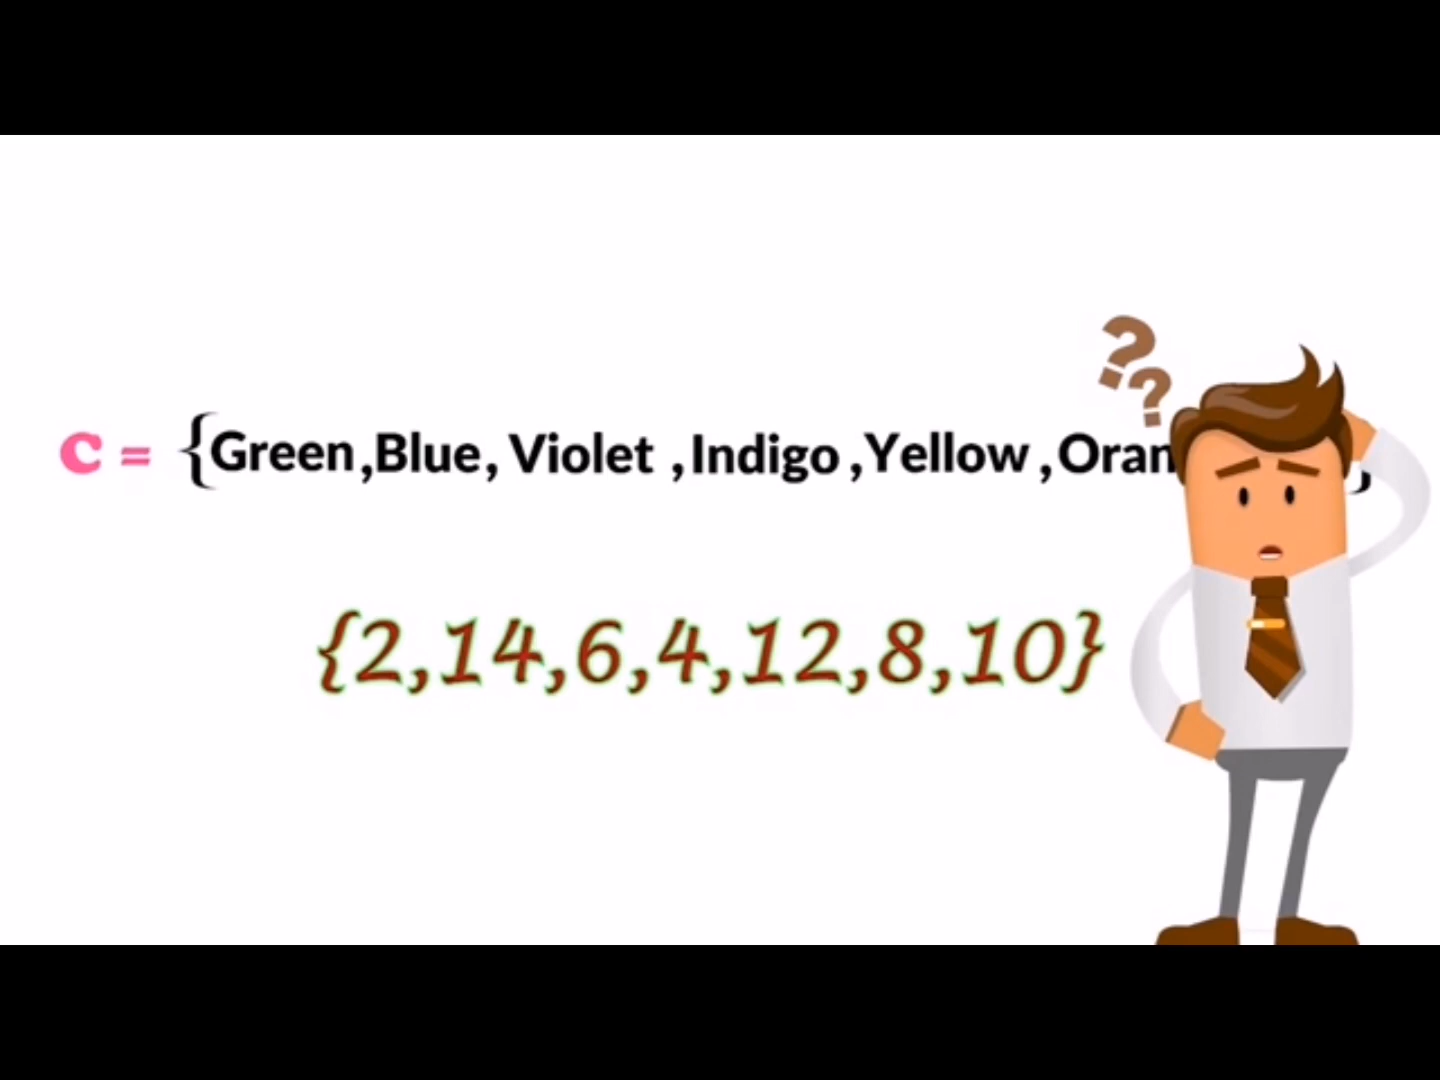 ??
C = {Green ,Blue, Violet ,Indigo ,Yellow ,Oran }
{2,14,6,4,12,8,10}